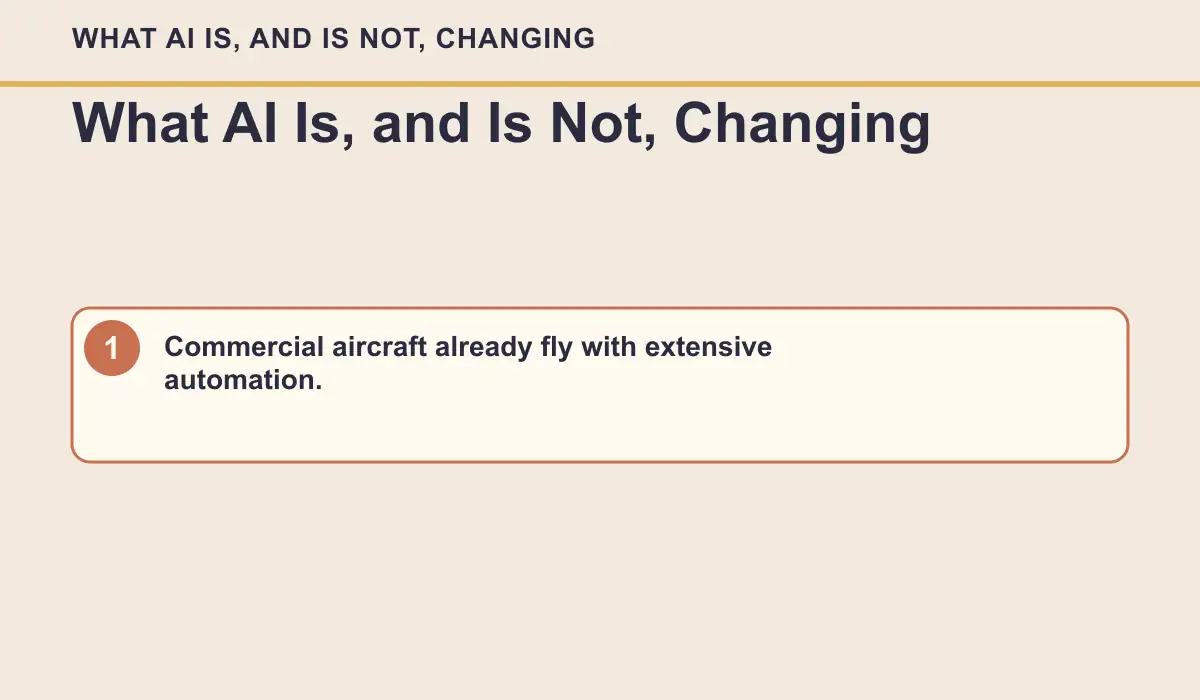 WHAT AI IS, AND IS NOT, CHANGING
What AI Is, and Is Not, Changing
1
Commercial aircraft already fly with extensive
automation.